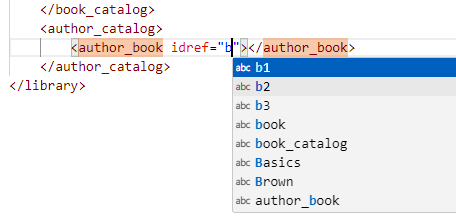 </book_catalog>
<author_catalog>
<author_book idref="b"></author_book>
</author_catalog>
</library>
abc b1
abc b2
abc b3
abc book
abc book_catalog
abc Basics
abc Brown
abc author_book